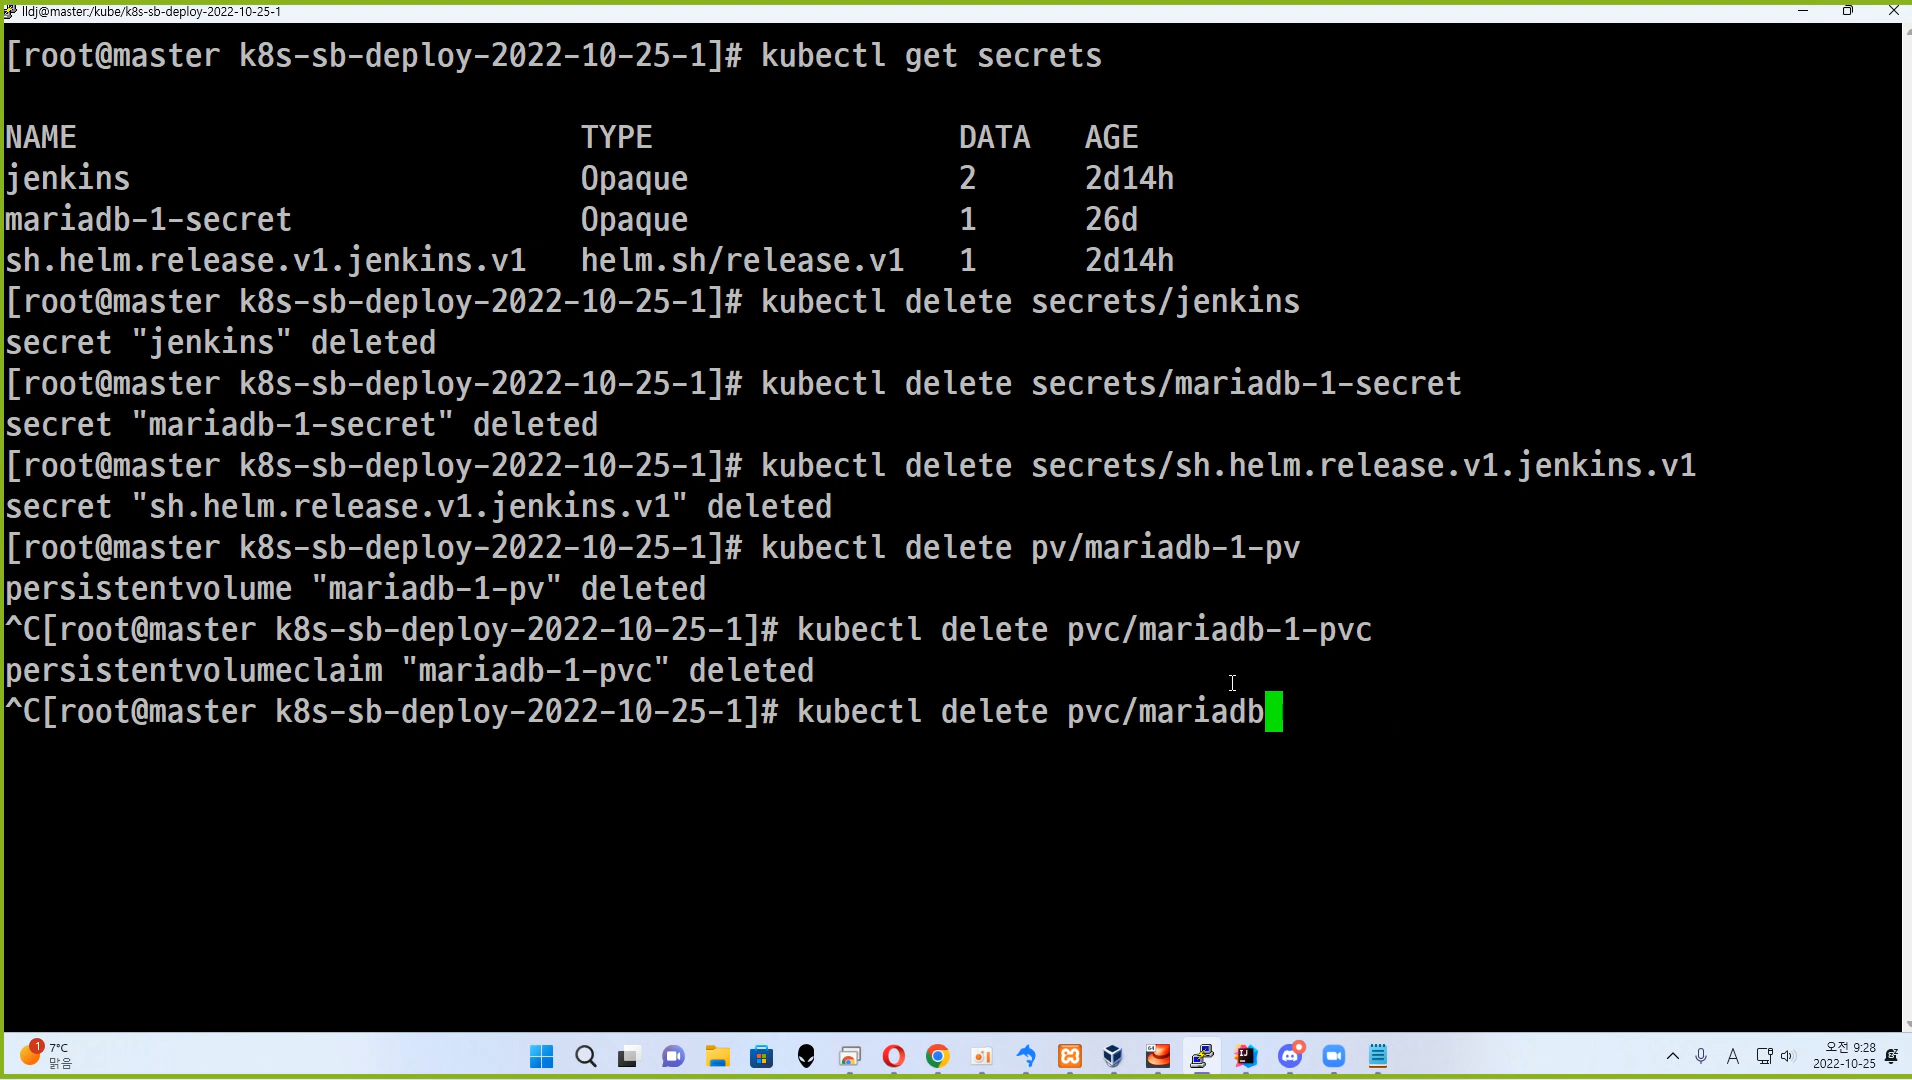 lldj@master:/kube/k8s-sb-deploy-2022-10-25-1
[root@master k8s-sb-deploy-2022-10-25-1]# kubectl get secrets
NAME TYPE DATA AGE
jenkins Opaque 2 2d14h
mariadb-1-secret Opaque 1 26d
sh.helm.release.v1.jenkins.v1 helm.sh/release.v1 1 2d14h
[root@master k8s-sb-deploy-2022-10-25-1]# kubectl delete secrets/jenkins
secret "jenkins" deleted
[root@master k8s-sb-deploy-2022-10-25-1]# kubectl delete secrets/mariadb-1-secret
secret "mariadb-1-secret" deleted
[root@master k8s-sb-deploy-2022-10-25-1]# kubectl delete secrets/sh.helm.release.v1.jenkins.v1
secret "sh.helm.release.v1.jenkins.v1" deleted
[root@master k8s-sb-deploy-2022-10-25-1]# kubectl delete pv/mariadb-1-pv
persistentvolume "mariadb-1-pv" deleted
^C[root@master k8s-sb-deploy-2022-10-25-1]# kubectl delete pvc/mariadb-1-pvc
persistentvolumeclaim "mariadb-1-pvc" deleted
^C[root@master k8s-sb-deploy-2022-10-25-1]# kubectl delete pvc/mariadb
1
7°C
맑음
A
오전 9:28
2022-10-25